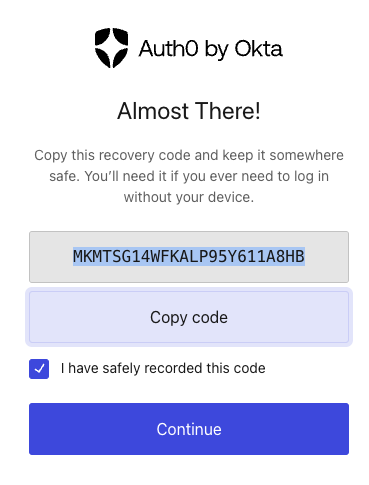 Auth0 by Okta
Almost There!
Copy this recovery code and keep it somewhere
safe. You’ll need it if you ever need to log in
without your device.
MKMTSG14WFKALP95Y611A8HB
Copy code
I have safely recorded this code
Continue